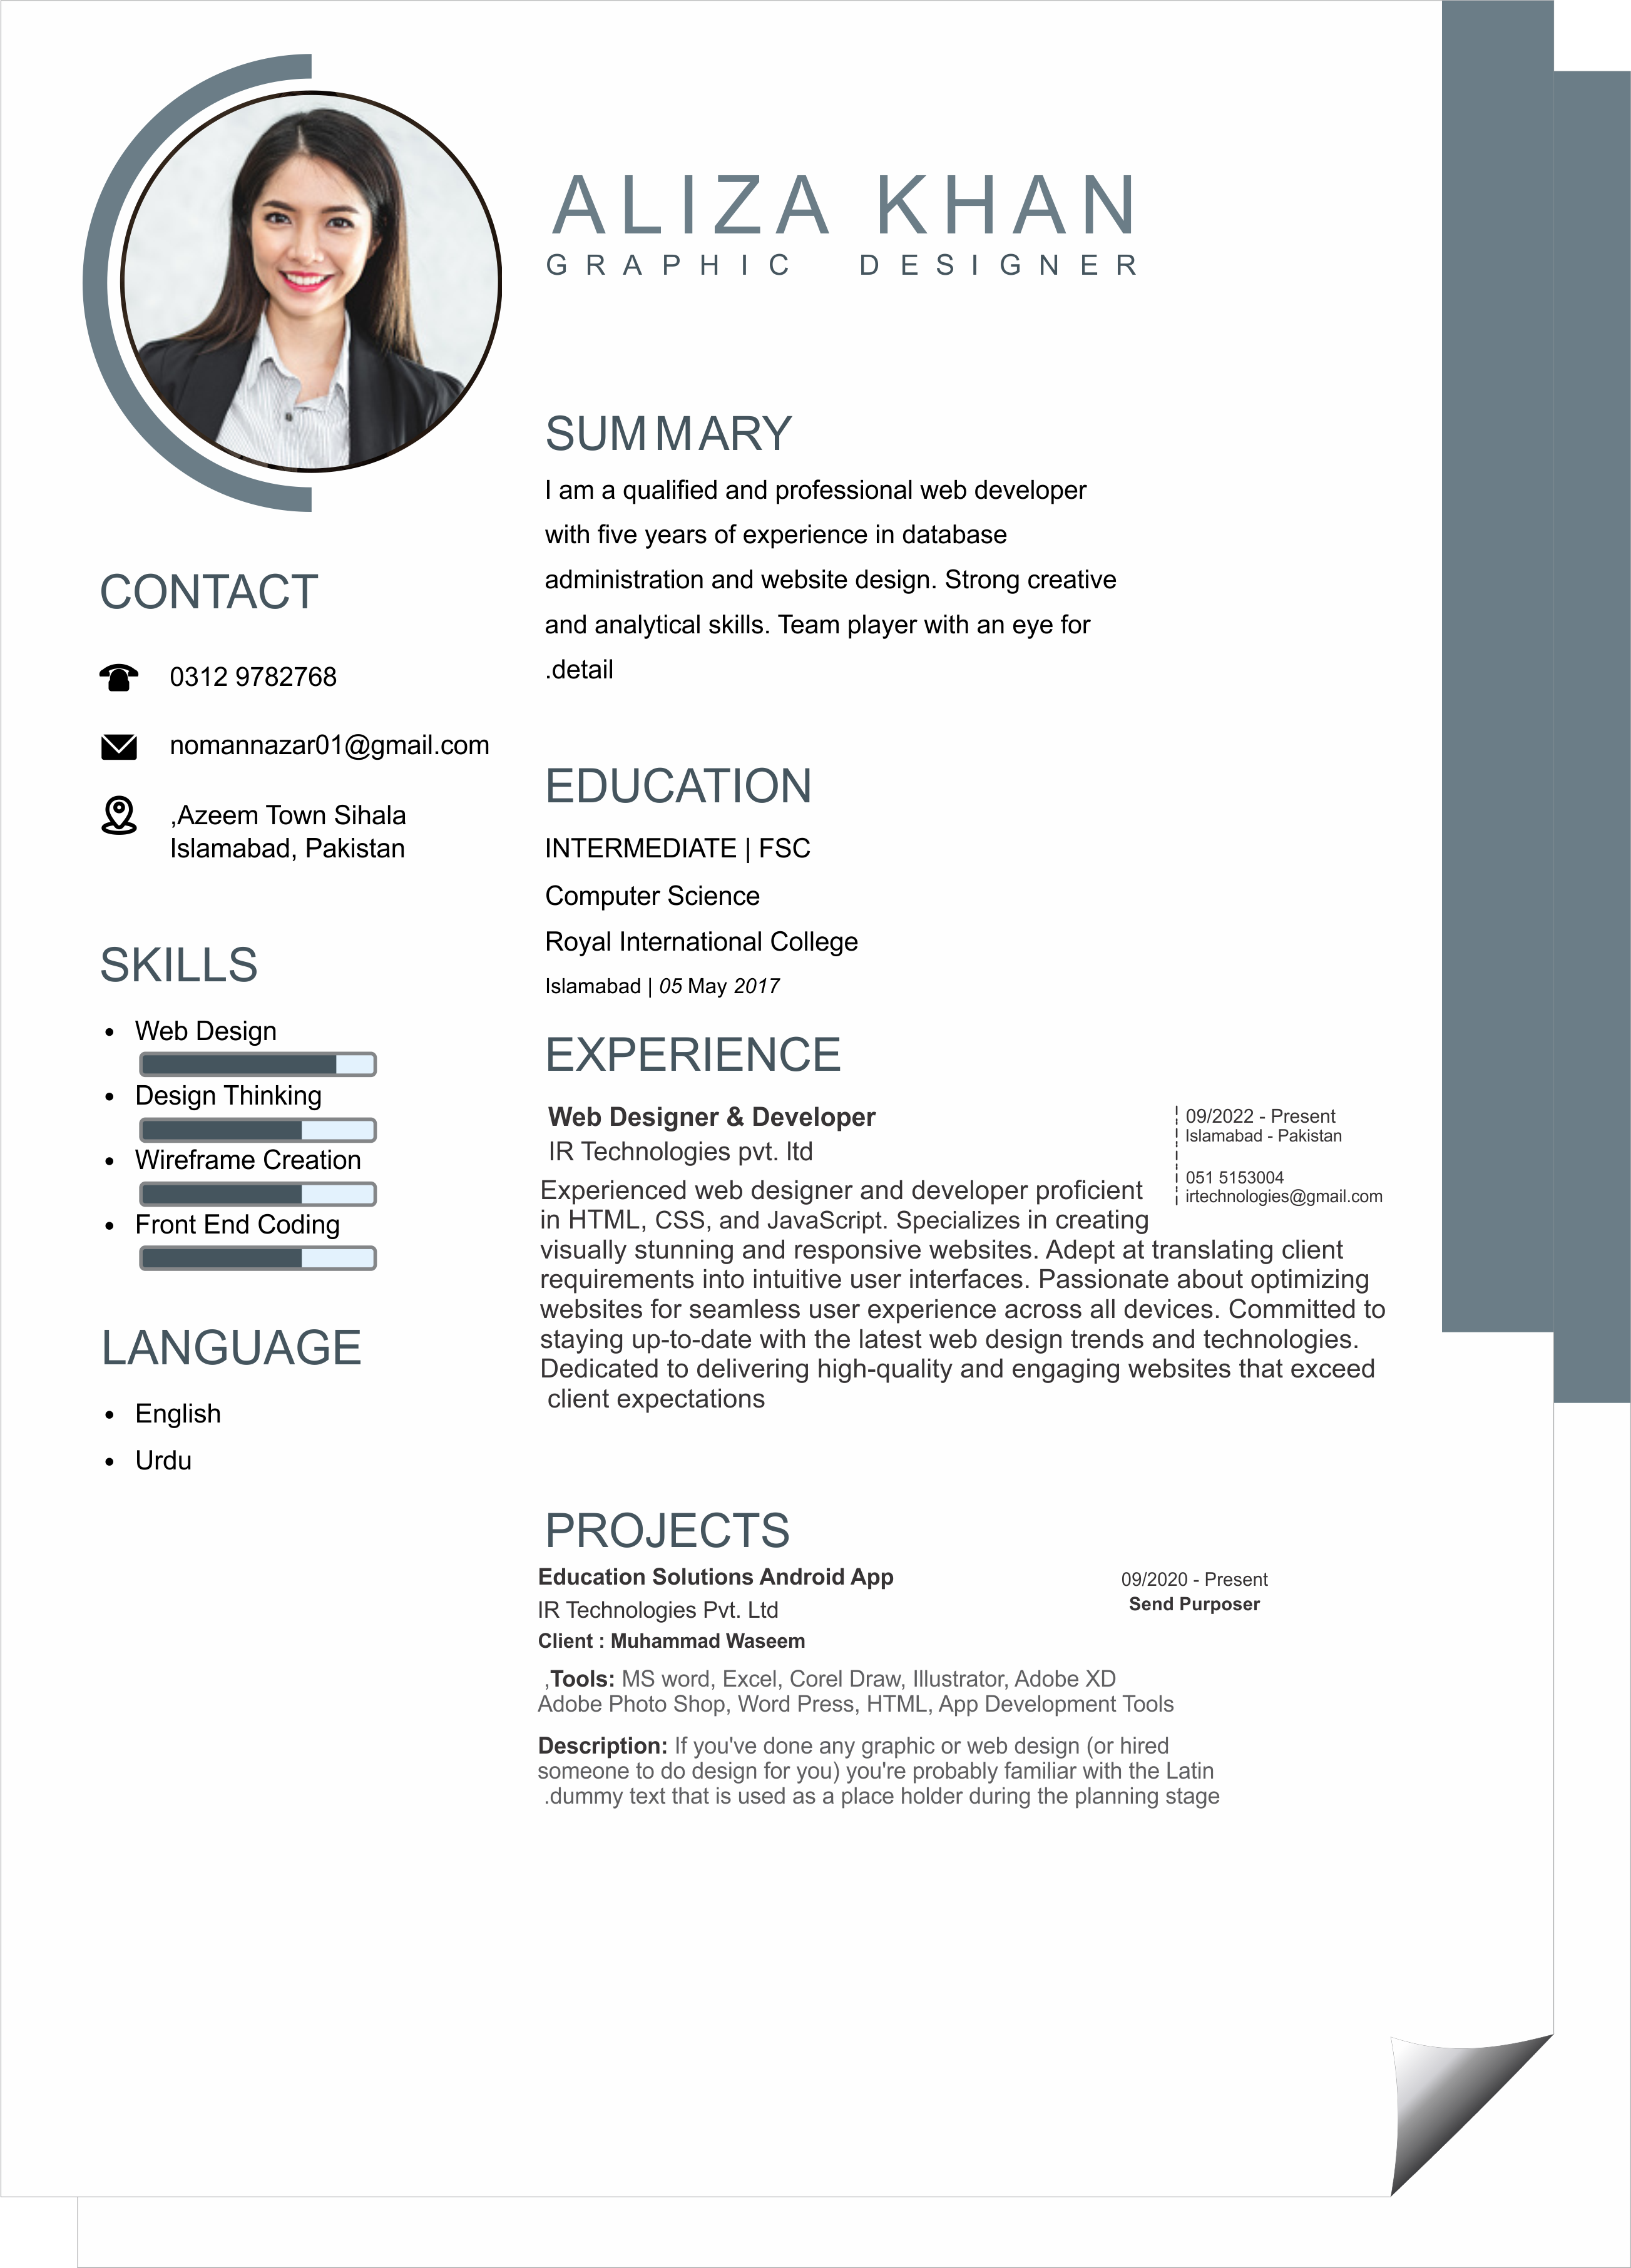 ALIZA KHAN
GRAPHIC DESIGNER
CONTACT
0312 9782768
nomannazar01@gmail.com
,Azeem Town Sihala
Islamabad, Pakistan
SKILLS
• Web Design
• Design Thinking
• Wireframe Creation
• Front End Coding
LANGUAGE
• English
• Urdu
SUMMARY
I am a qualified and professional web developer
with five years of experience in database
administration and website design. Strong creative
and analytical skills. Team player with an eye for
.detail
EDUCATION
INTERMEDIATE | FSC
Computer Science
Royal International College
Islamabad | 05 May 2017
EXPERIENCE
Web Designer & Developer
IR Technologies pvt. ltd
09/2022 - Present
Islamabad - Pakistan
051 5153004
irtechnologies@gmail.com
Experienced web designer and developer proficient
in HTML, CSS, and JavaScript. Specializes in creating
visually stunning and responsive websites. Adept at translating client
requirements into intuitive user interfaces. Passionate about optimizing
websites for seamless user experience across all devices. Committed to
staying up-to-date with the latest web design trends and technologies.
Dedicated to delivering high-quality and engaging websites that exceed
client expectations
PROJECTS
Education Solutions Android App
IR Technologies Pvt. Ltd
Client : Muhammad Waseem
09/2020 - Present
Send Purposer
,Tools: MS word, Excel, Corel Draw, Illustrator, Adobe XD
Adobe Photo Shop, Word Press, HTML, App Development Tools
Description: If you've done any graphic or web design (or hired
someone to do design for you) you're probably familiar with the Latin
.dummy text that is used as a place holder during the planning stage